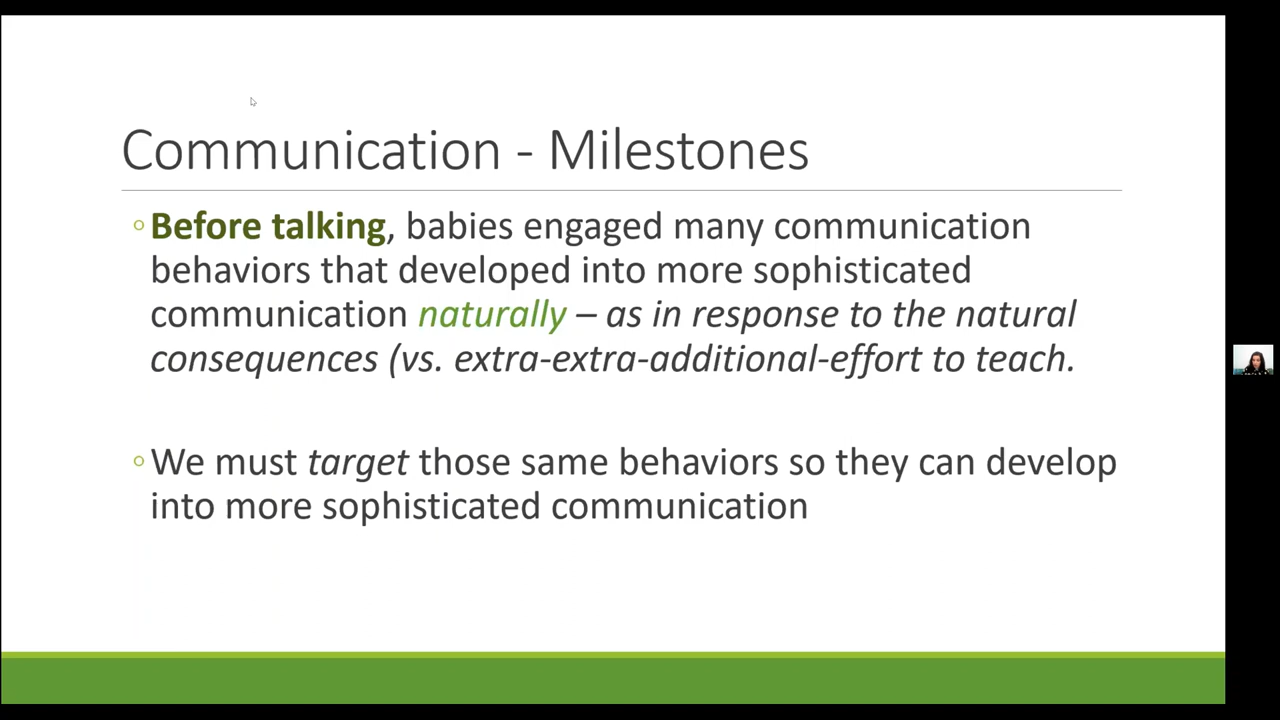 Communication - Milestones
◦Before talking, babies engaged many communication
behaviors that developed into more sophisticated
communication naturally – as in response to the natural
consequences (vs. extra-extra-additional-effort to teach.
◦We must target those same behaviors so they can develop
into more sophisticated communication